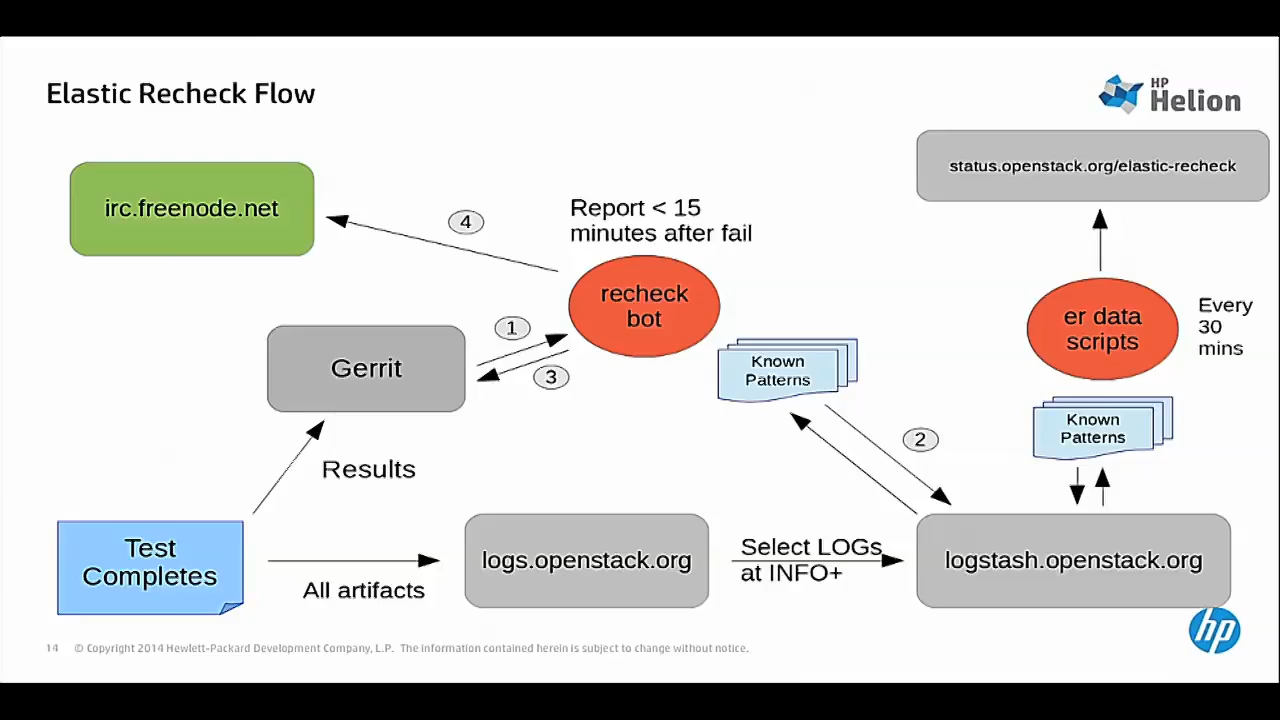 Elastic Recheck Flow
HP
Helion
status.openstack.org/elastic-recheck
irc.freenode.net
4
Report < 15
minutes after fail
recheck
bot
er data
scripts
Every
30
mins
1
Gerrit
3
Known
Patterns
Known
Patterns
2
Results
Test
Completes
All artifacts
logs.openstack.org
Select LOGs
at INFO+
logstash.openstack.org
hp
14 © Copyright 2014 Hewlett-Packard Development Company, L.P. The information contained herein is subject to change without notice.